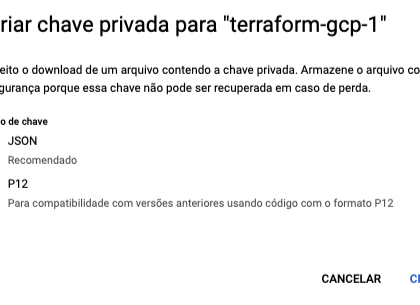 riar chave privada para "terraform-gcp-1"
eito o download de um arquivo contendo a chave privada. Armazene o arquivo co
gurança porque essa chave não pode ser recuperada em caso de perda.
o de chave
JSON
Recomendado
P12
Para compatibilidade com versões anteriores usando código com o formato P12
CANCELAR